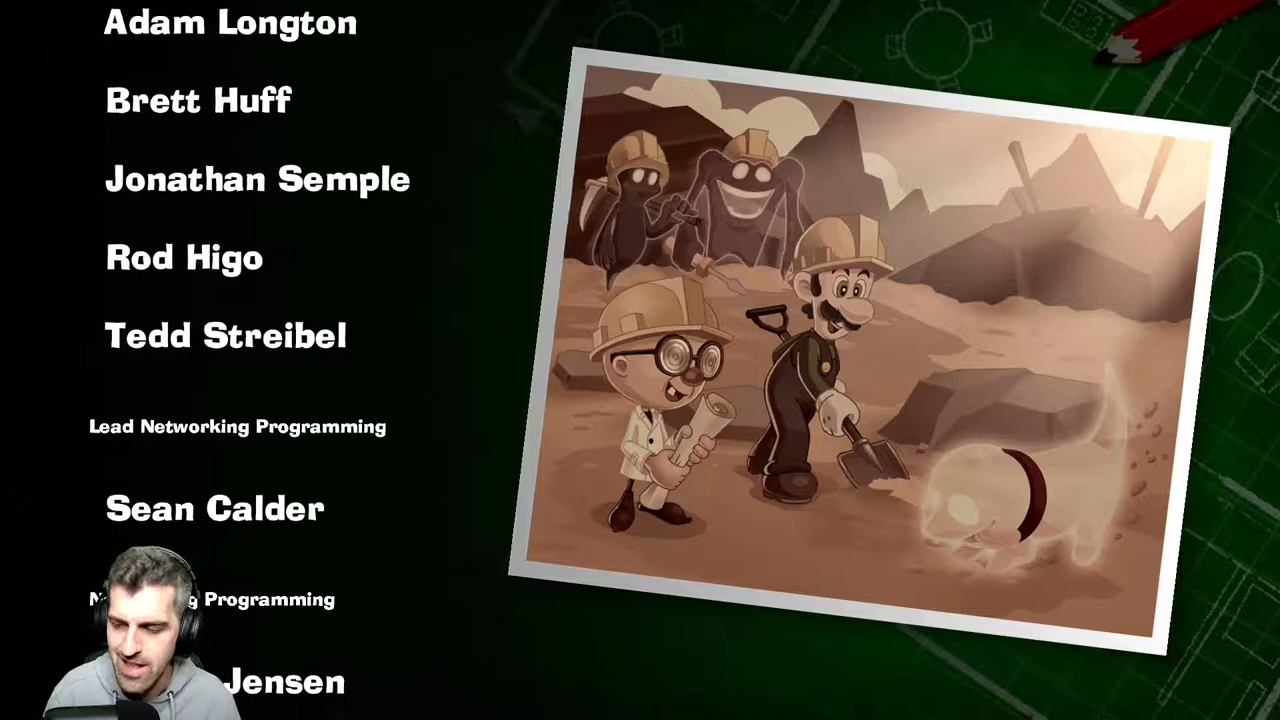 Adam Longton
Brett Huff
Jonathan Semple
Rod Higo
Tedd Streibel
Lead Networking Programming
Sean Calder
Programming
Jensen